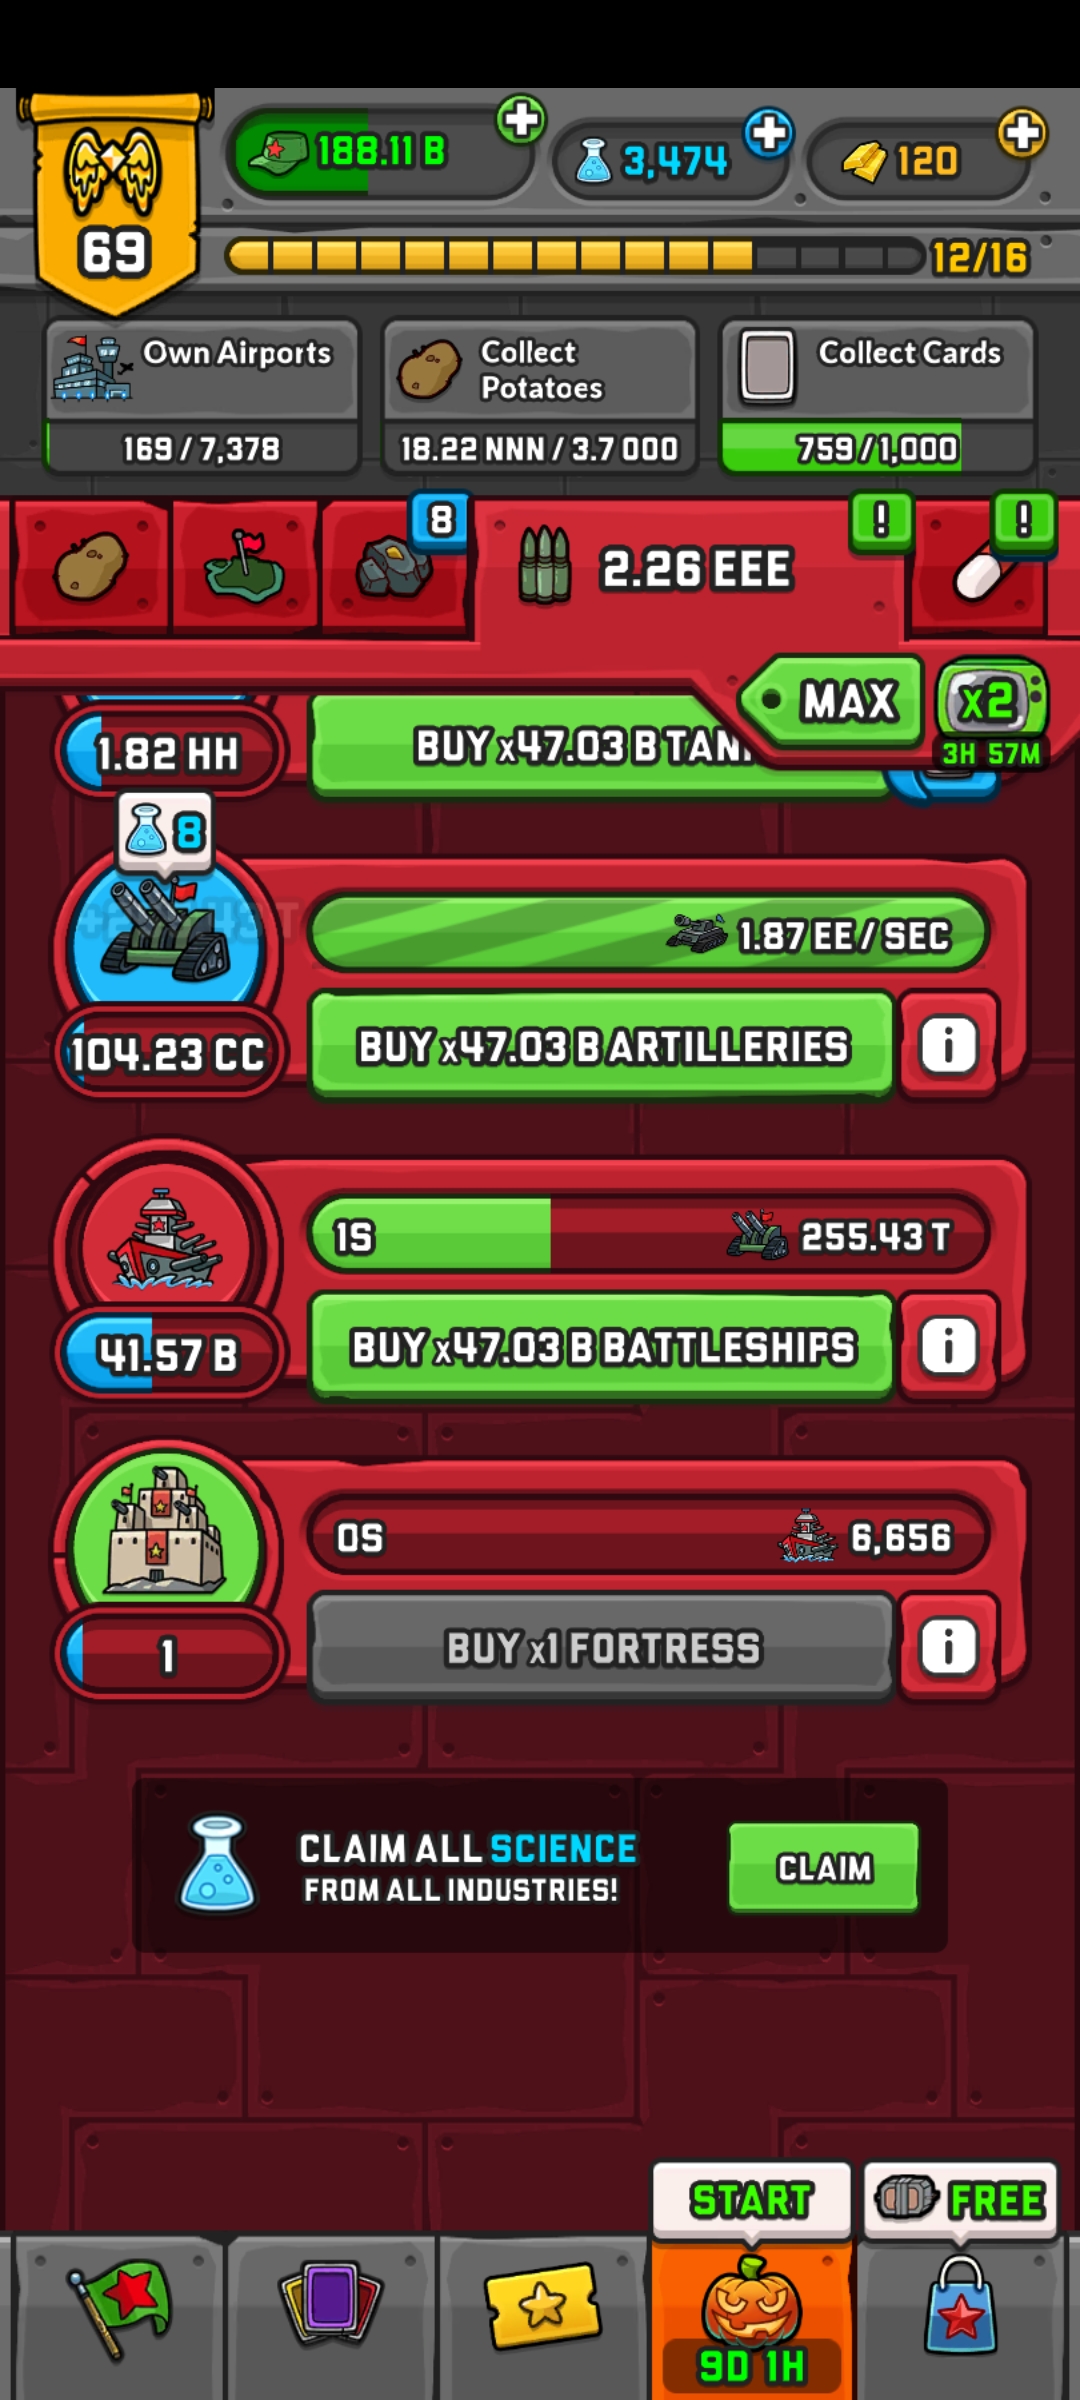 188.11 B
3,474
120
69
12/16
Own Airports
169 / 7,378
Collect
Potatoes
18.22 NNN / 3.7 OOO
Collect Cards
759 / 1,000
8
2.26 EEE
!
!
MAX
x2
3H 57M
1.82 HH
BUY x47.03 B TAN
8
1.87 EE / SEC
104.23 CC
BUY x47.03 B ARTILLERIES
i
1S
255.43 T
41.57 B
BUY x47.03 B BATTLESHIPS
i
0S
6,656
1
BUY x1 FORTRESS
i
CLAIM ALL SCIENCE
FROM ALL INDUSTRIES!
CLAIM
START
FREE
9D 1H